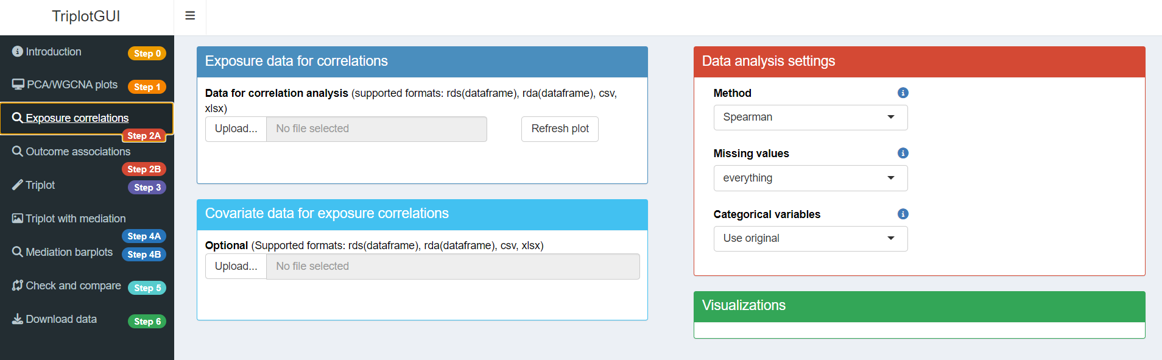 TriplotGUI
Introduction
Step 0
PCA/WGCNA plots
Step 1
Exposure correlations
Step 2A
Outcome associations
Step 2B
Triplot
Step 3
Triplot with mediation
Step 4A
Mediation barplots
Step 4B
Check and compare
Step 5
Download data
Step 6
Exposure data for correlations
Data for correlation analysis (supported formats: rds(dataframe), rda(dataframe), csv,
xlsx)
Upload... No file selected
Refresh plot
Covariate data for exposure correlations
Optional (Supported formats: rds(dataframe), rda(dataframe), csv, xlsx)
Upload... No file selected
Data analysis settings
Method
Spearman
Missing values
everything
Categorical variables
Use original
Visualizations